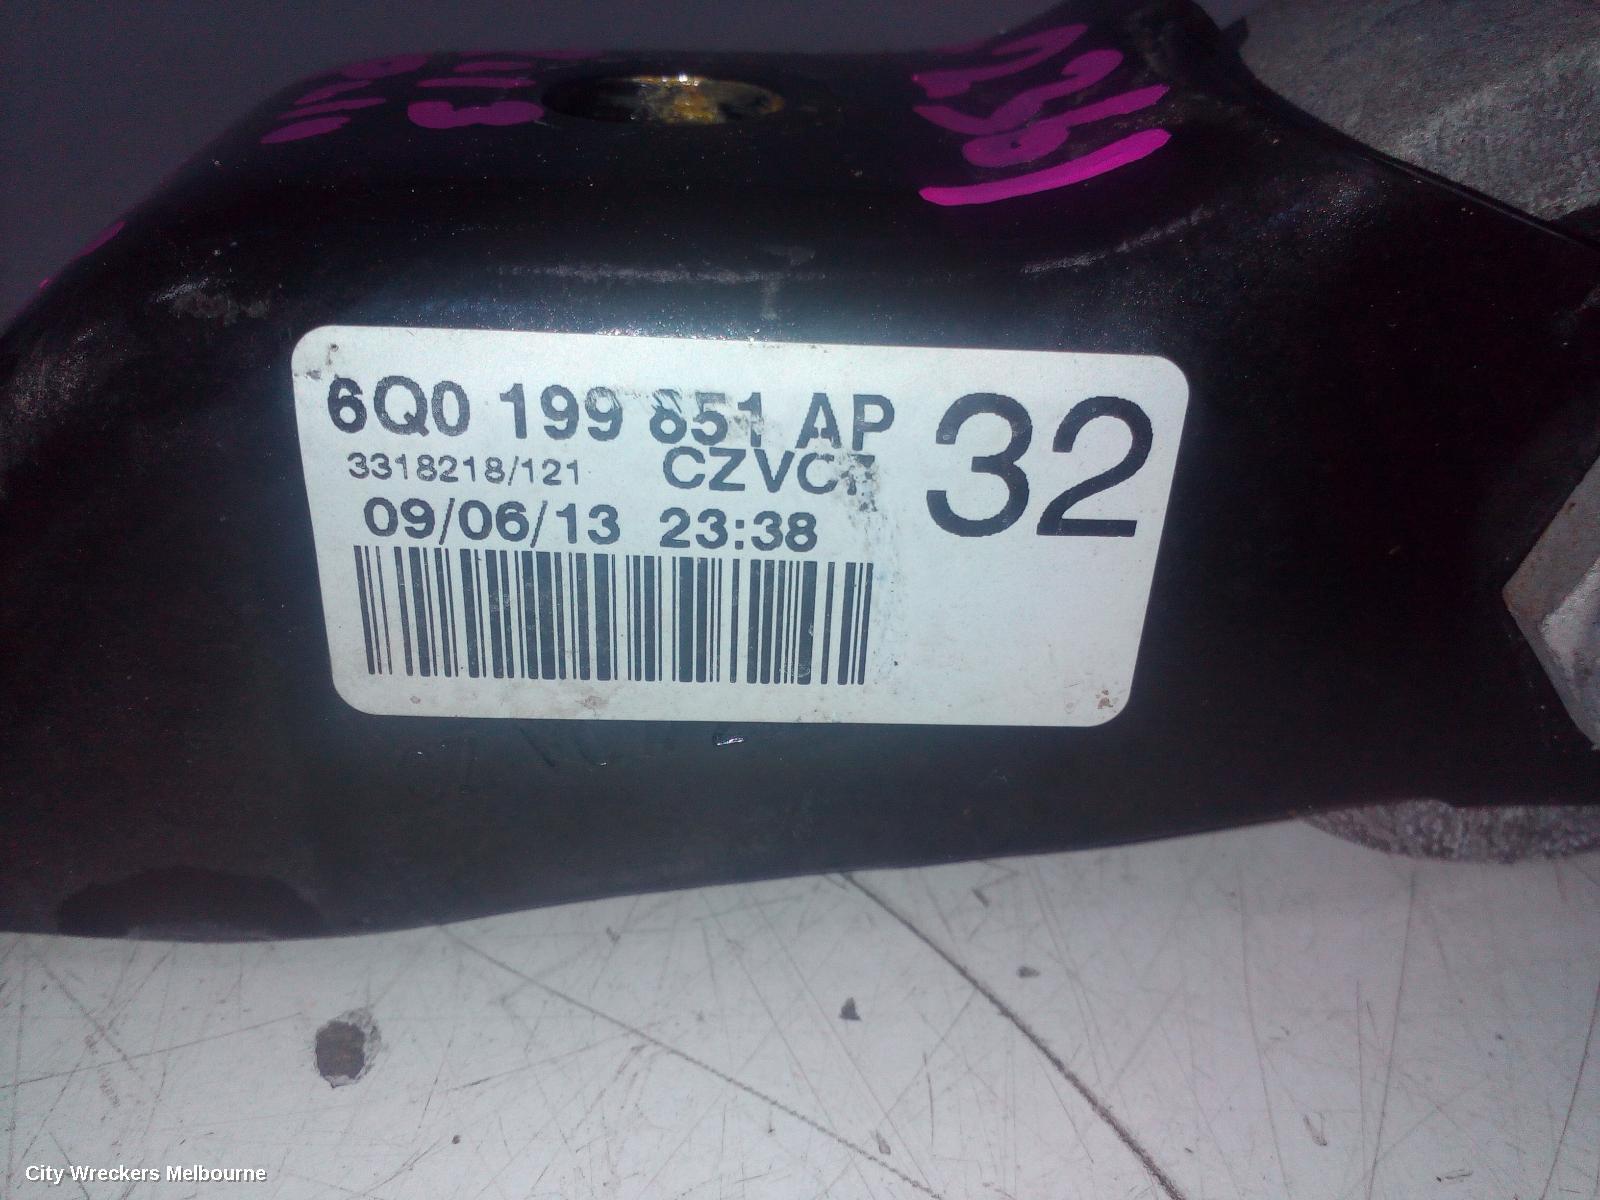 6Q0 199 851 AP
32
3318218/121
09/06/13 23:38
City Wreckers Melbourne